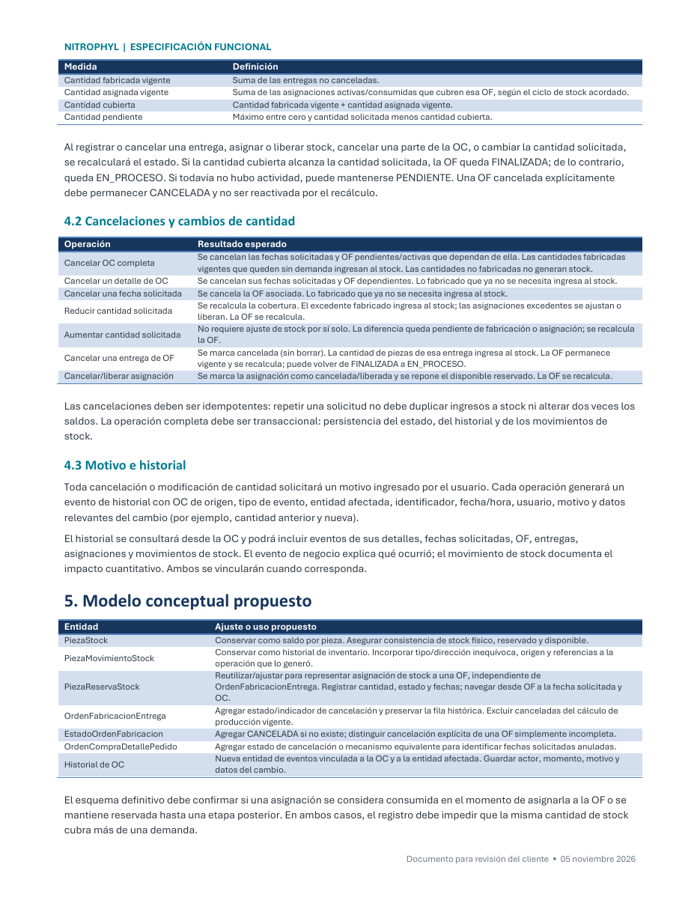 NITROPHYL | ESPECIFICACIÓN FUNCIONAL
Medida Definición
Cantidad fabricada vigente Suma de las entregas no canceladas.
Cantidad asignada vigente Suma de las asignaciones activas/consumidas que cubren esa OF, según el ciclo de stock acordado.
Cantidad cubierta Cantidad fabricada vigente + cantidad asignada vigente.
Cantidad pendiente Máximo entre cero y cantidad solicitada menos cantidad cubierta.
Al registrar o cancelar una entrega, asignar o liberar stock, cancelar una parte de la OC, o cambiar la cantidad solicitada,
se recalculará el estado. Si la cantidad cubierta alcanza la cantidad solicitada, la OF queda FINALIZADA; de lo contrario,
queda EN_PROCESO. Si todavía no hubo actividad, puede mantenerse PENDIENTE. Una OF cancelada explícitamente
debe permanecer CANCELADA y no ser reactivada por el recálculo.
4.2 Cancelaciones y cambios de cantidad
Operación Resultado esperado
Cancelar OC completa Se cancelan las fechas solicitadas y OF pendientes/activas que dependan de ella. Las cantidades fabricadas
vigentes que queden sin demanda ingresan al stock. Las cantidades no fabricadas no generan stock.
Cancelar un detalle de OC Se cancelan sus fechas solicitadas y OF dependientes. Lo fabricado que ya no se necesita ingresa al stock.
Cancelar una fecha solicitada Se cancela la OF asociada. Lo fabricado que ya no se necesita ingresa al stock.
Reducir cantidad solicitada Se recalcula la cobertura. El excedente fabricado ingresa al stock; las asignaciones excedentes se ajustan o
liberan. La OF se recalcula.
Aumentar cantidad solicitada No requiere ajuste de stock por sí solo. La diferencia queda pendiente de fabricación o asignación; se recalcula
la OF.
Cancelar una entrega de OF Se marca cancelada (sin borrar). La cantidad de piezas de esa entrega ingresa al stock. La OF permanece
vigente y se recalcula; puede volver de FINALIZADA a EN_PROCESO.
Cancelar/liberar asignación Se marca la asignación como cancelada/liberada y se repone el disponible reservado. La OF se recalcula.
Las cancelaciones deben ser idempotentes: repetir una solicitud no debe duplicar ingresos a stock ni alterar dos veces los
saldos. La operación completa debe ser transaccional: persistencia del estado, del historial y de los movimientos de
stock.
4.3 Motivo e historial
Toda cancelación o modificación de cantidad solicitará un motivo ingresado por el usuario. Cada operación generará un
evento de historial con OC de origen, tipo de evento, entidad afectada, identificador, fecha/hora, usuario, motivo y datos
relevantes del cambio (por ejemplo, cantidad anterior y nueva).
El historial se consultará desde la OC y podrá incluir eventos de sus detalles, fechas solicitadas, OF, entregas,
asignaciones y movimientos de stock. El evento de negocio explica qué ocurrió; el movimiento de stock documenta el
impacto cuantitativo. Ambos se vincularán cuando corresponda.
5. Modelo conceptual propuesto
Entidad Ajuste o uso propuesto
PiezaStock Conservar como saldo por pieza. Asegurar consistencia de stock físico, reservado y disponible.
PiezaMovimientoStock Conservar como historial de inventario. Incorporar tipo/dirección inequívoca, origen y referencias a la
operación que lo generó.
PiezaReservaStock Reutilizar/ajustar para representar asignación de stock a una OF, independiente de
OrdenFabricacionEntrega. Registrar cantidad, estado y fechas; navegar desde OF a la fecha solicitada y
OC.
OrdenFabricacionEntrega Agregar estado/indicador de cancelación y preservar la fila histórica. Excluir canceladas del cálculo de
producción vigente.
EstadoOrdenFabricacion Agregar CANCELADA si no existe; distinguir cancelación explícita de una OF simplemente incompleta.
OrdenCompraDetallePedido Agregar estado de cancelación o mecanismo equivalente para identificar fechas solicitadas anuladas.
Historial de OC Nueva entidad de eventos vinculada a la OC y a la entidad afectada. Guardar actor, momento, motivo y
datos del cambio.
El esquema definitivo debe confirmar si una asignación se considera consumida en el momento de asignarla a la OF o se
mantiene reservada hasta una etapa posterior. En ambos casos, el registro debe impedir que la misma cantidad de stock
cubra más de una demanda.
Documento para revisión del cliente • 05 noviembre 2026